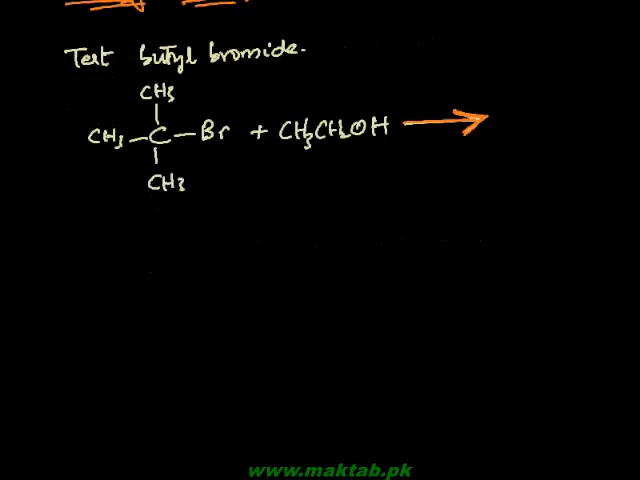 Tert butyl bromide.
CH3
CH3-C-Br + CH3CH2OH →
CH3
www.maktab.pk